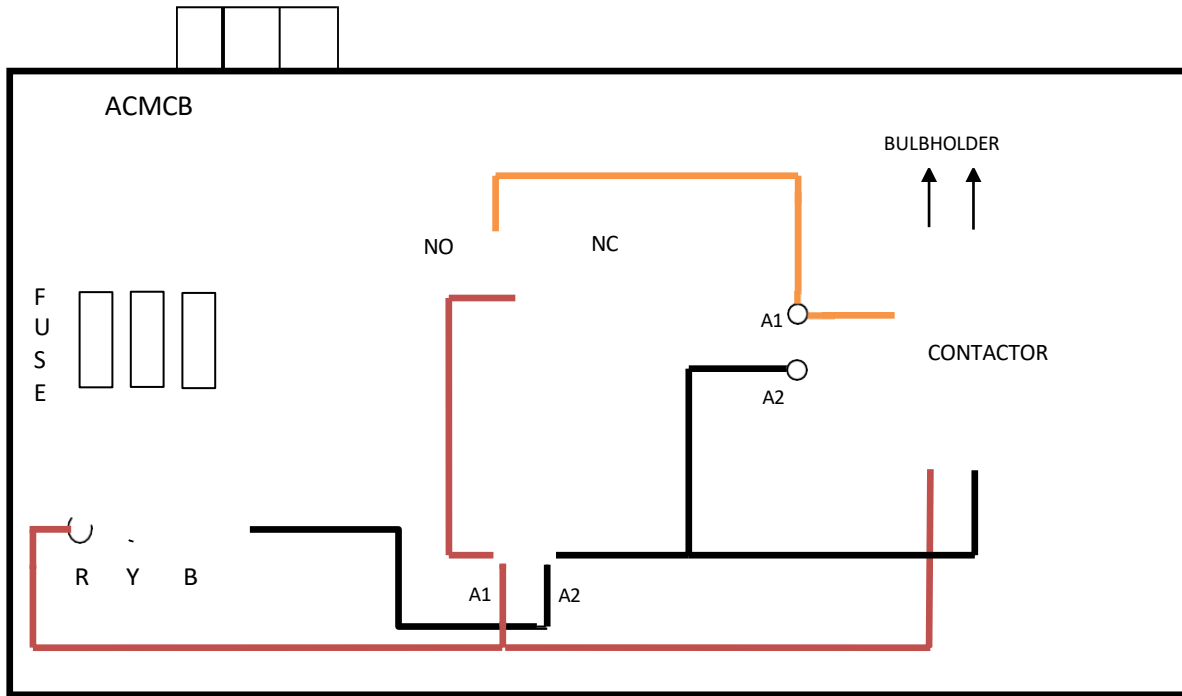 ACMCB
BULBHOLDER
NO
NC
F
U
S
E
A1
CONTACTOR
A2
R Y B
A1
A2